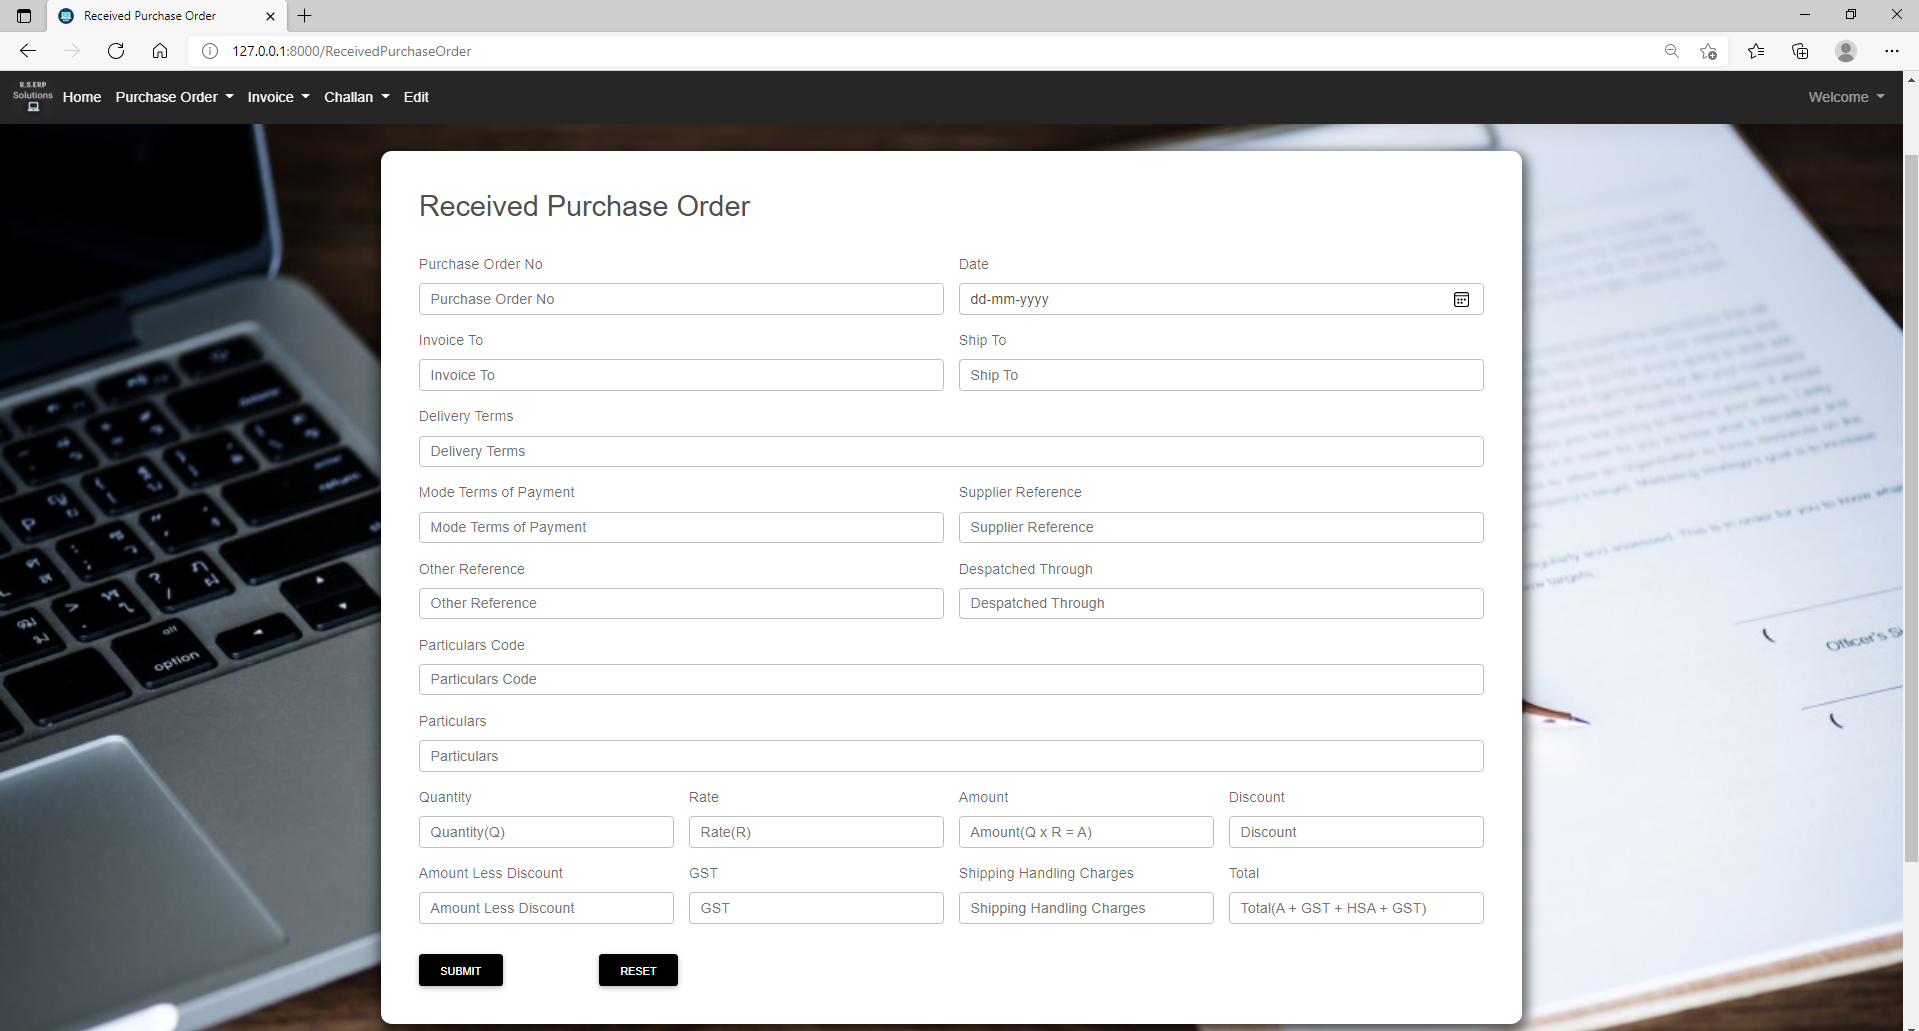 Received Purchase Order
127.0.0.1:8000/ReceivedPurchaseOrder
R.S.ERP
Solutions
Home Purchase Order Invoice Challan Edit Welcome
Received Purchase Order
Purchase Order No Date
Purchase Order No dd-mm-yyyy
Invoice To Ship To
Invoice To Ship To
Delivery Terms
Delivery Terms
Mode Terms of Payment Supplier Reference
Mode Terms of Payment Supplier Reference
Other Reference Despatched Through
Other Reference Despatched Through
Particulars Code
Particulars Code
Particulars
Particulars
Quantity Rate Amount Discount
Quantity(Q) Rate(R) Amount(Q x R = A) Discount
Amount Less Discount GST Shipping Handling Charges Total
Amount Less Discount GST Shipping Handling Charges Total(A + GST + HSA + GST)
SUBMIT RESET
enter
return
alt
option
Officer's